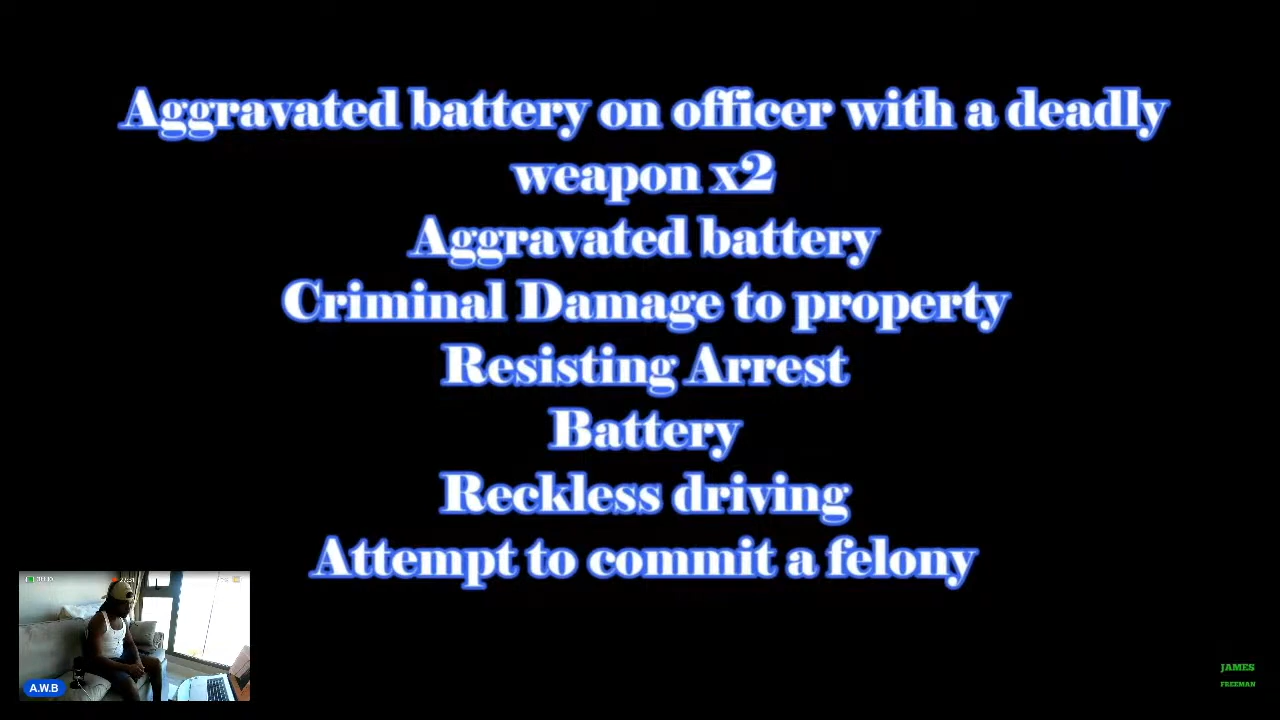 Aggravated battery on officer with a deadly
weapon x2
Aggravated battery
Criminal Damage to property
Resisting Arrest
Battery
Reckless driving
Attempt to commit a felony
A.W.B
JAMES
FREEMAN